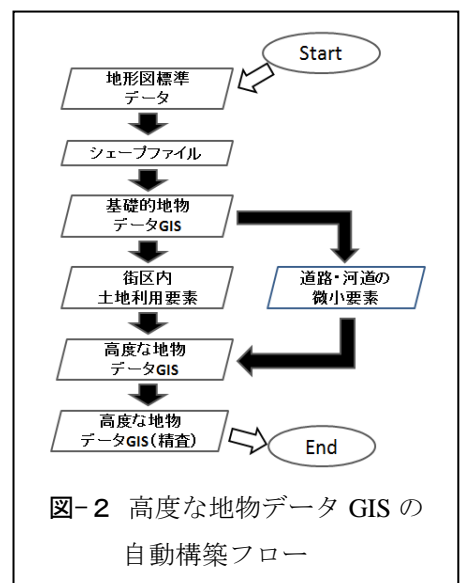 Start
地形図標準
データ
シェープファイル
基礎的地物
データGIS
街区内
土地利用要素
道路・河道の
微小要素
高度な地物
データGIS
高度な地物
データGIS(精査)
End
図-2 高度な地物データ GIS の
自動構築フロー